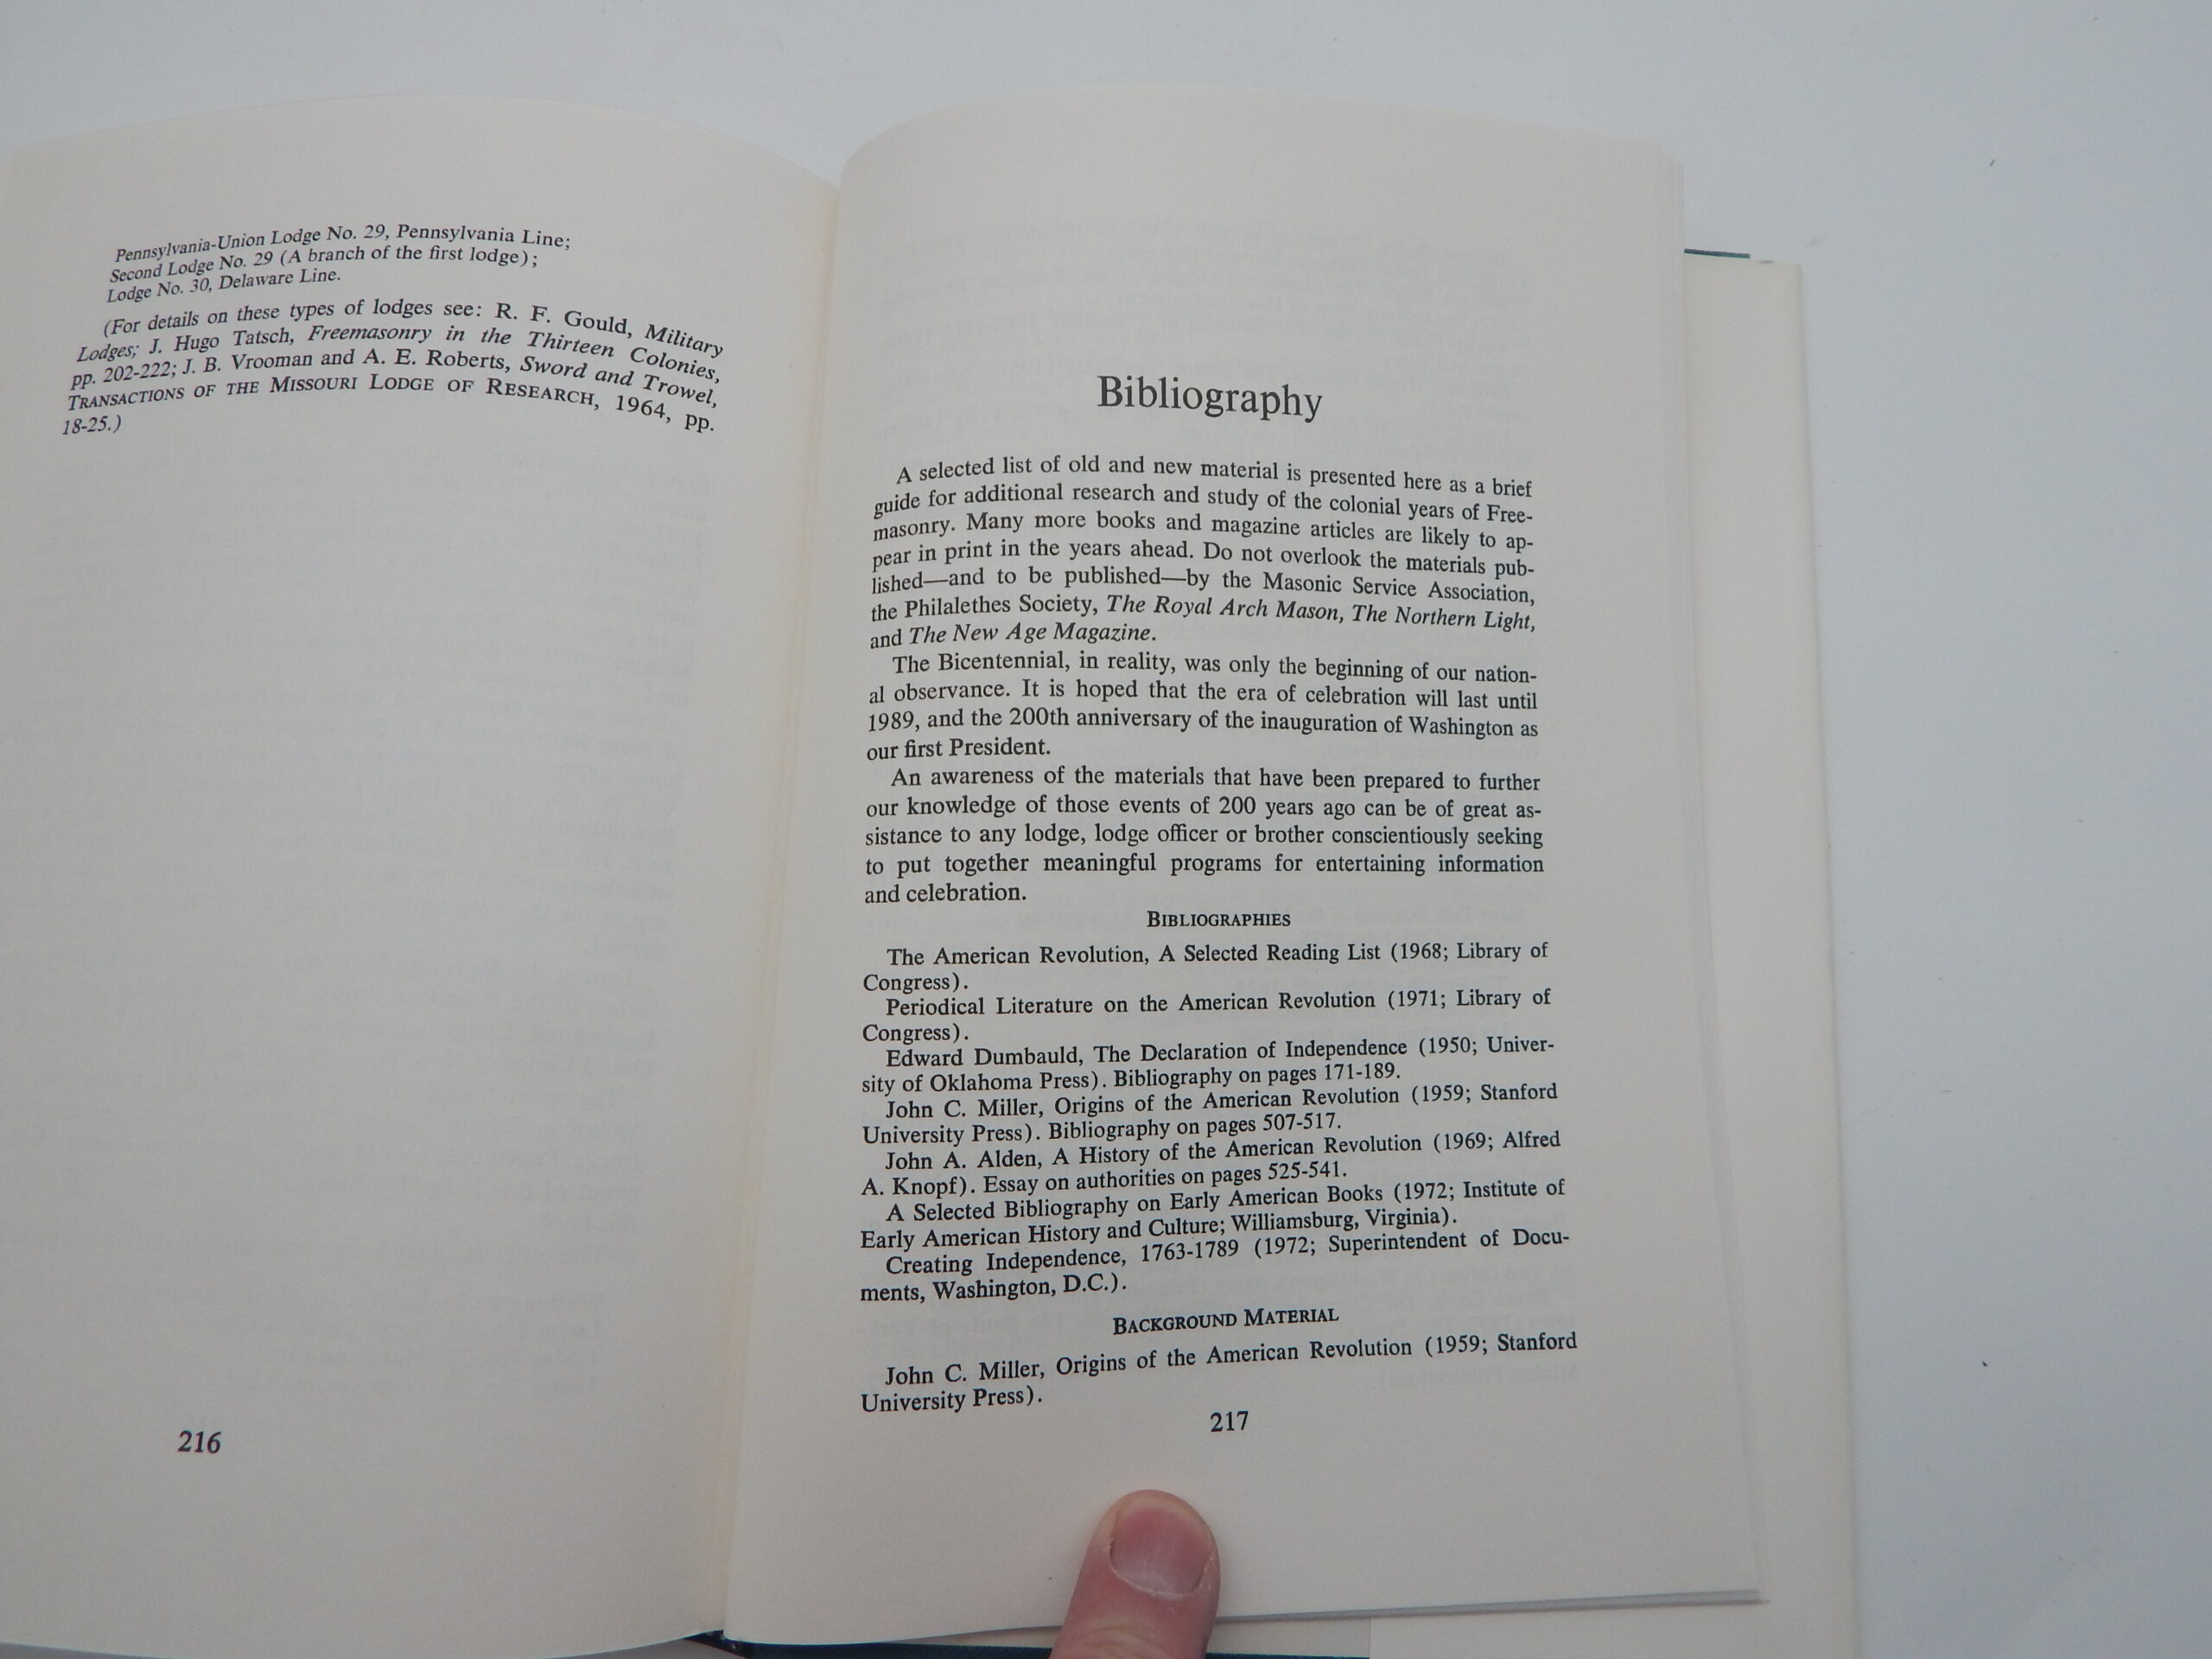 Pennsylvania-Union Lodge No. 29, Pennsylvania Line;
Second Lodge No. 29 (A branch of the first lodge);
Lodge No. 30, Delaware Line.
(For details on these types of lodges see: R. F. Gould, Military
Lodges; J. Hugo Tatsch, Freemasonry in the Thirteen Colonies,
pp. 202-222; J. B. Vrooman and A. E. Roberts, Sword and Trowel,
TRANSACTIONS OF THE MISSOURI LODGE OF RESEARCH, 1964, pp.
18-25.)
216
Bibliography
A selected list of old and new material is presented here as a brief
guide for additional research and study of the colonial years of Free-
masonry. Many more books and magazine articles are likely to ap-
pear in print in the years ahead. Do not overlook the materials pub-
lished—and to be published—by the Masonic Service Association,
the Philalethes Society, The Royal Arch Mason, The Northern Light,
and The New Age Magazine.
The Bicentennial, in reality, was only the beginning of our nation-
al observance. It is hoped that the era of celebration will last until
1989, and the 200th anniversary of the inauguration of Washington as
our first President.
An awareness of the materials that have been prepared to further
our knowledge of those events of 200 years ago can be of great as-
sistance to any lodge, lodge officer or brother conscientiously seeking
to put together meaningful programs for entertaining information
and celebration.
BIBLIOGRAPHIES
The American Revolution, A Selected Reading List (1968; Library of
Congress).
Periodical Literature on the American Revolution (1971; Library of
Congress).
Edward Dumbauld, The Declaration of Independence (1950; Univer-
sity of Oklahoma Press). Bibliography on pages 171-189.
John C. Miller, Origins of the American Revolution (1959; Stanford
University Press). Bibliography on pages 507-517.
John A. Alden, A History of the American Revolution (1969; Alfred
A. Knopf). Essay on authorities on pages 525-541.
A Selected Bibliography on Early American Books (1972; Institute of
Early American History and Culture; Williamsburg, Virginia).
Creating Independence, 1763-1789 (1972; Superintendent of Docu-
ments, Washington, D.C.).
BACKGROUND MATERIAL
John C. Miller, Origins of the American Revolution (1959; Stanford
University Press).
217